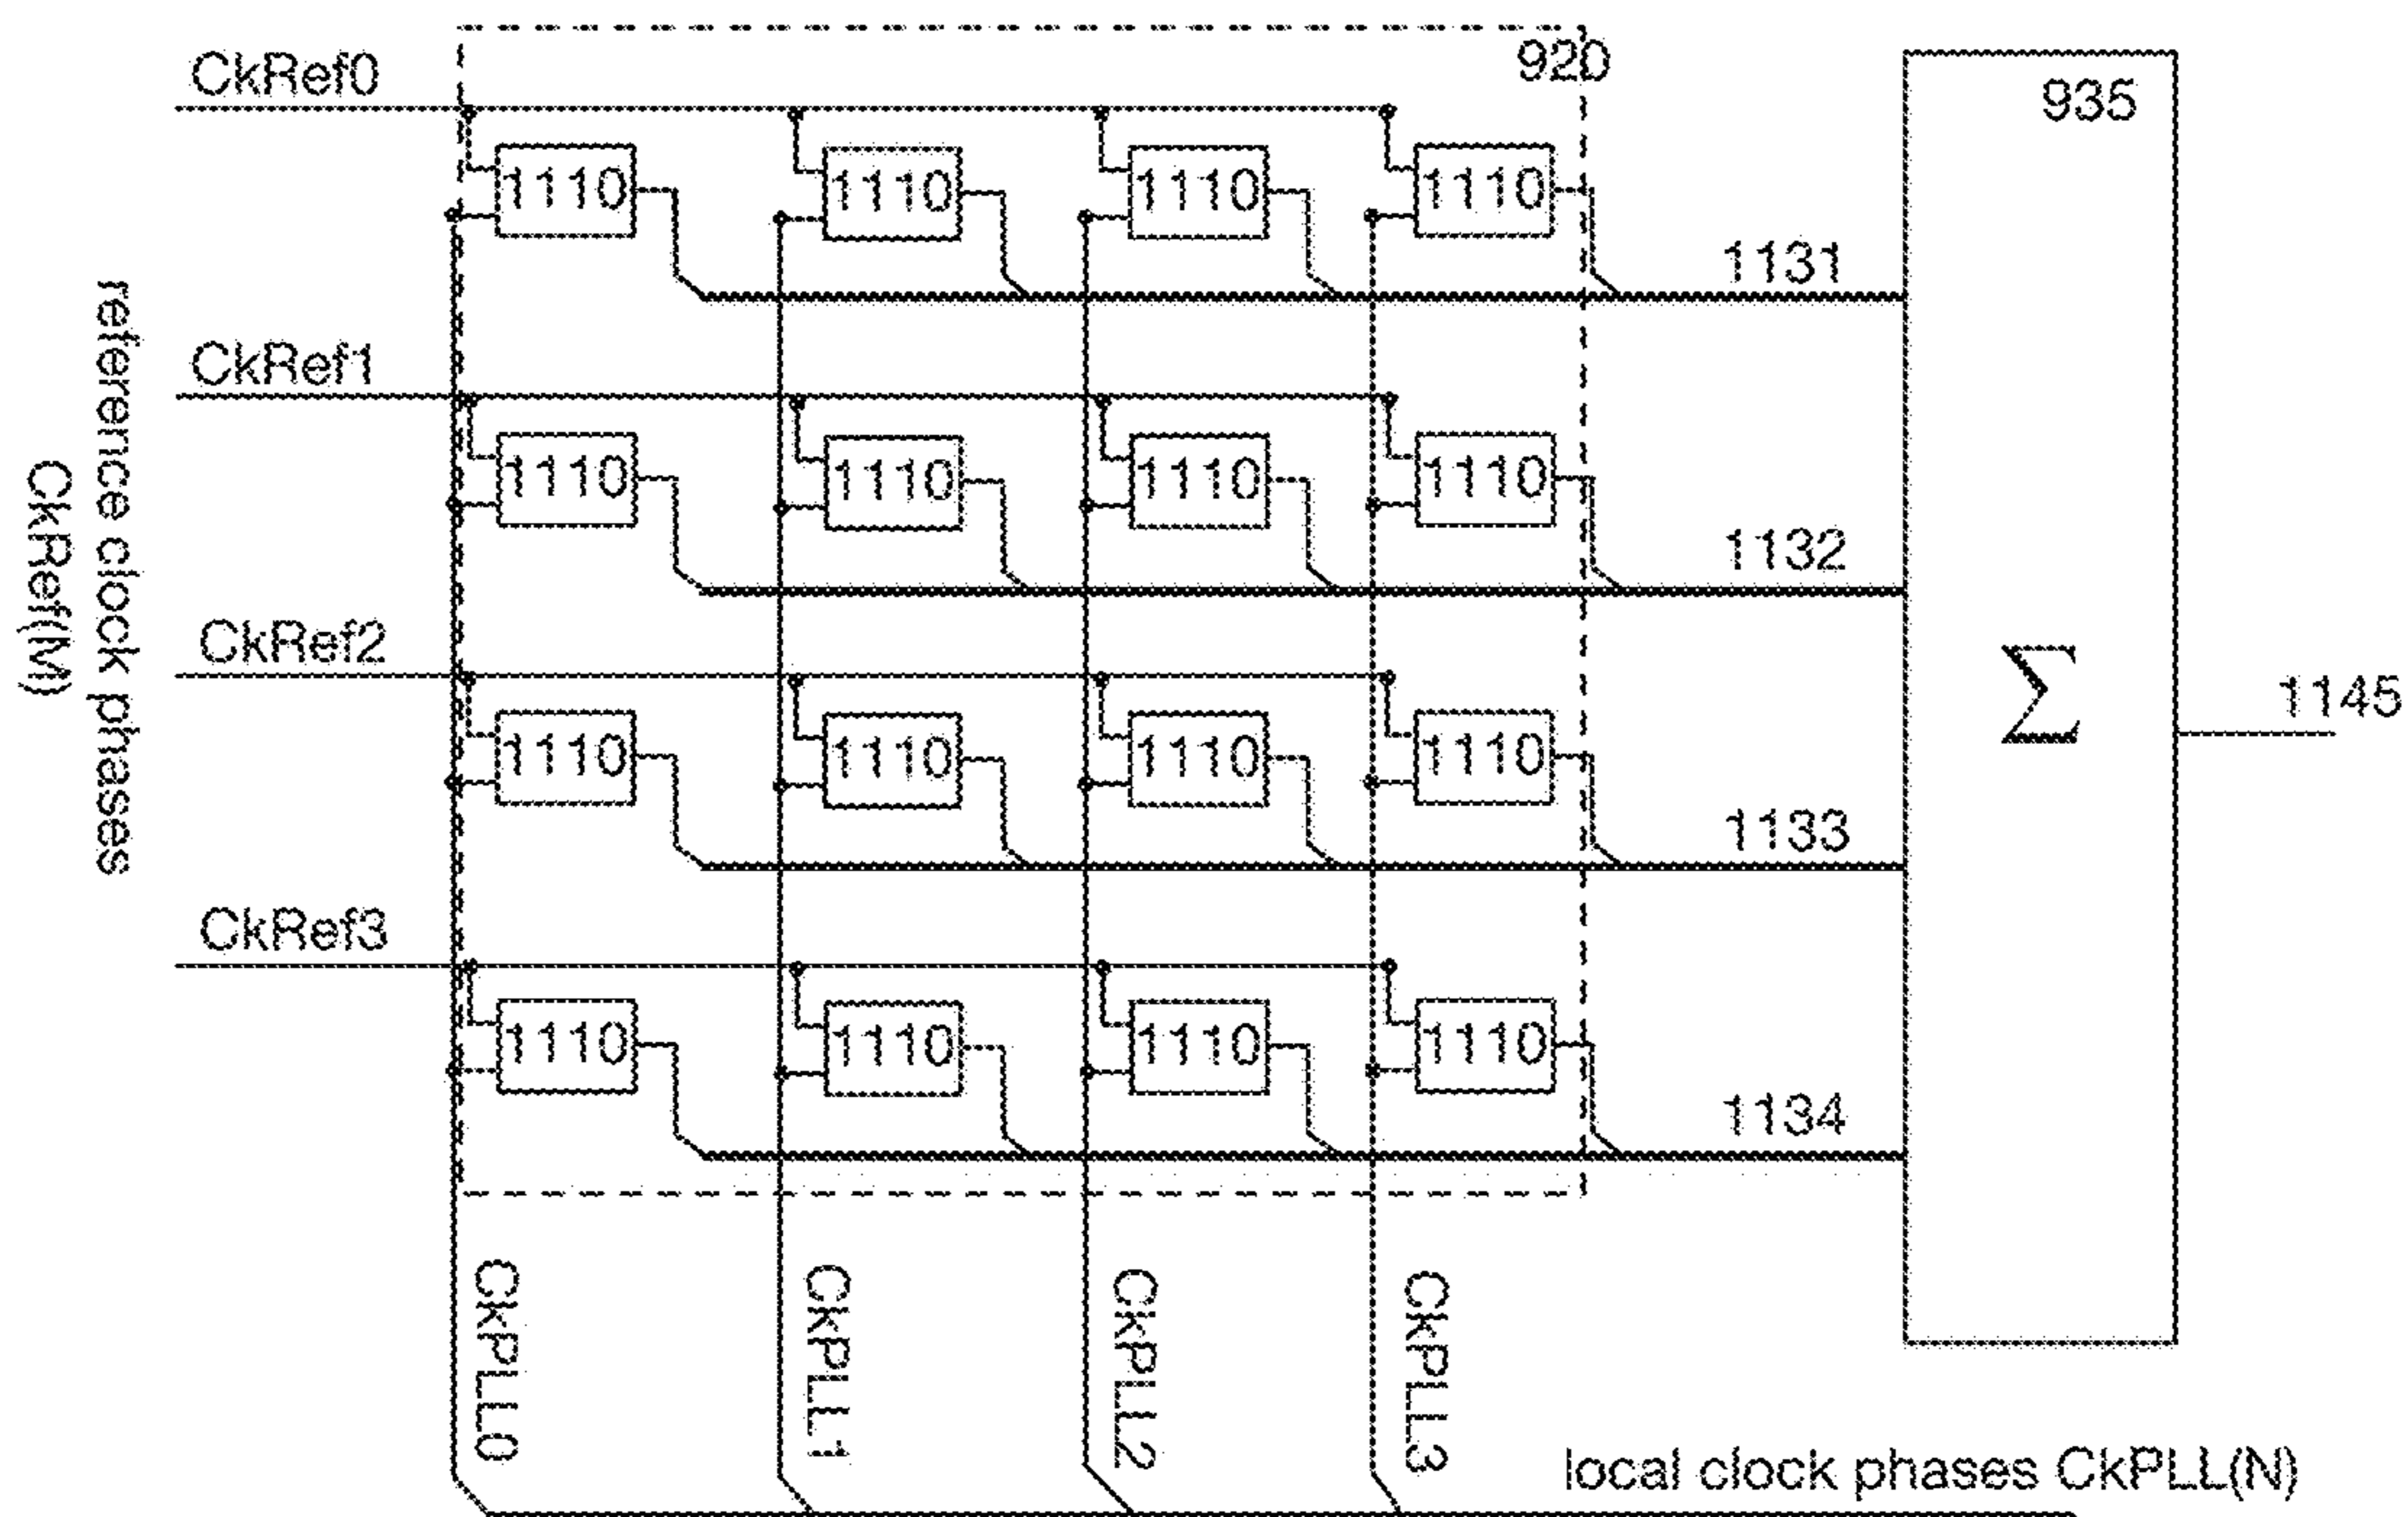 CkRef0
920
935
1110 1110 1110 1110
1131
CkRef1
1110 1110 1110 1110
1132
reference clock phases
CkRef(M)
CkRef2
1110 1110 1110 1110
1133
Σ
1145
CkRef3
1110 1110 1110 1110
1134
CkPLL0
CkPLL1
CkPLL2
CkPLL3
local clock phases CkPLL(N)